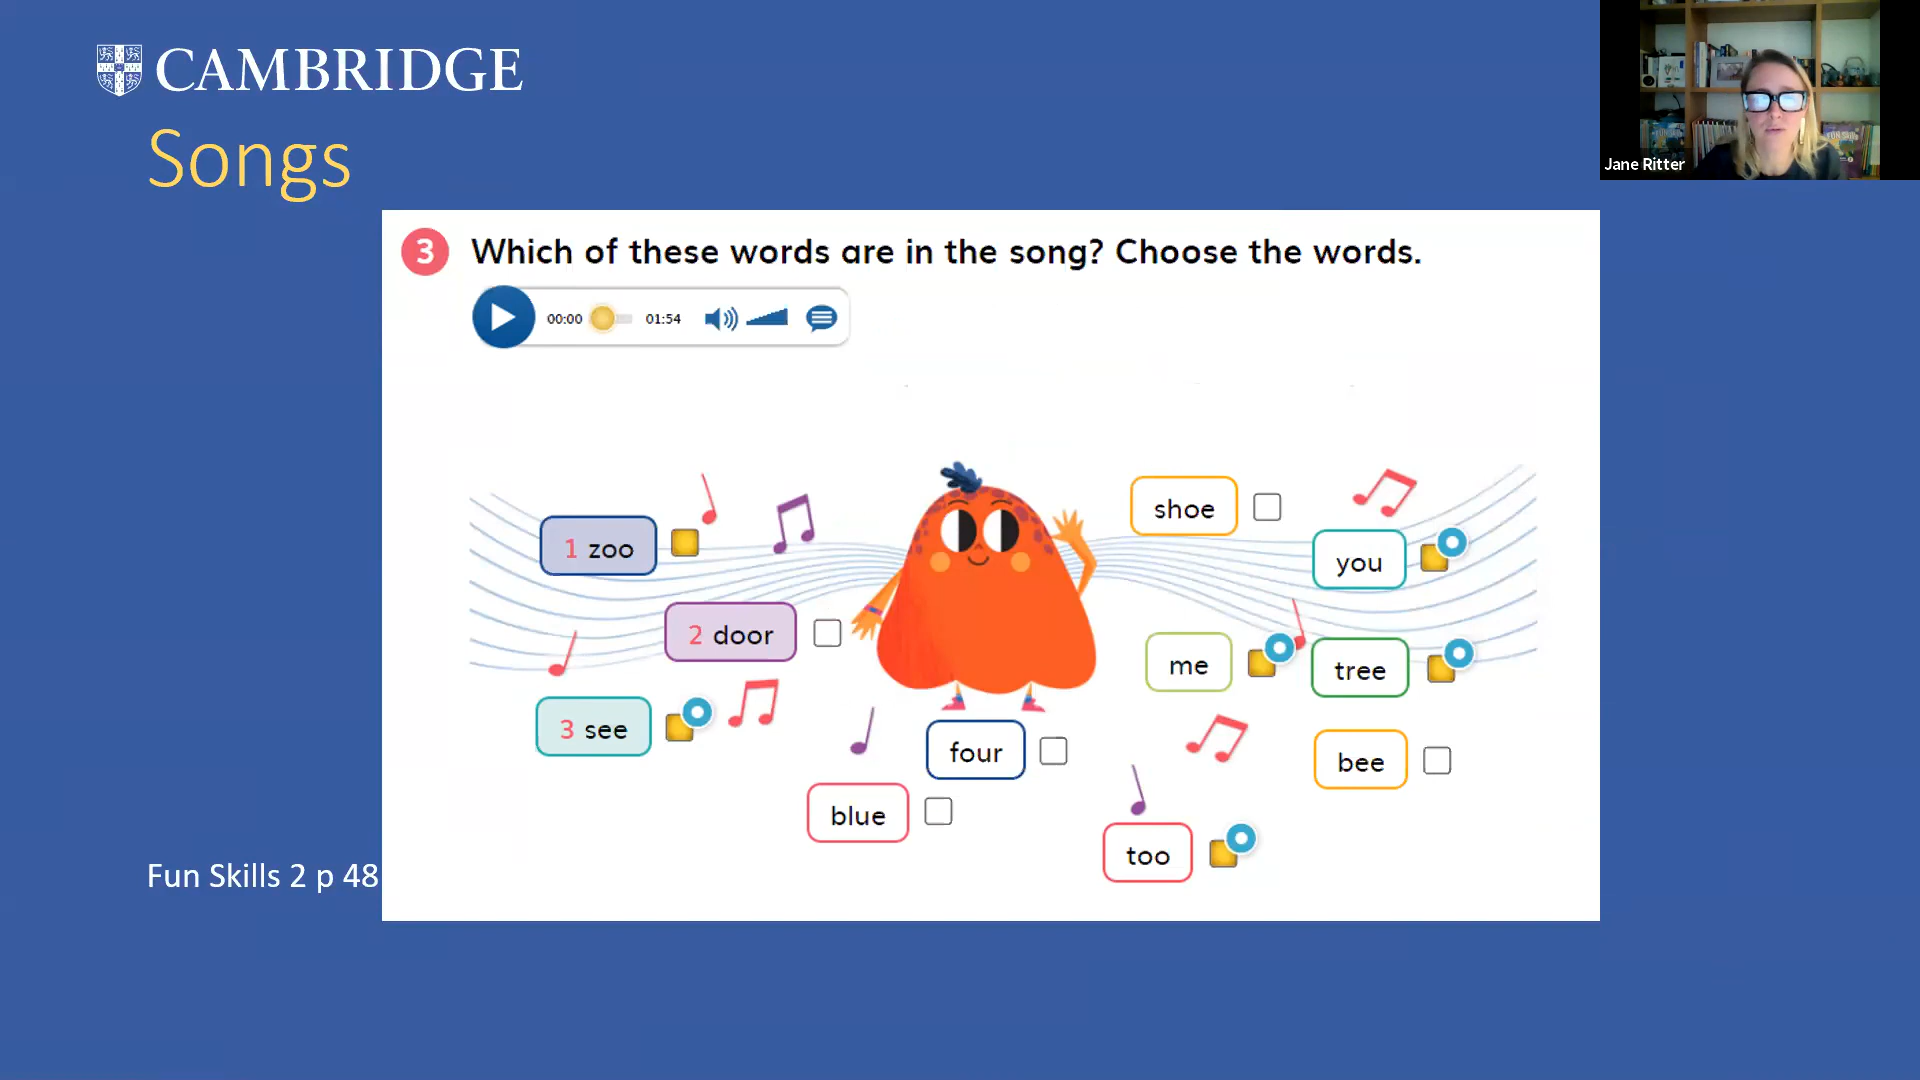 CAMBRIDGE
Songs
Jane Ritter
3 Which of these words are in the song? Choose the words.
00:00 01:54
shoe
1 zoo
you
2 door
me
tree
3 see
four
bee
blue
too
Fun Skills 2 p 48